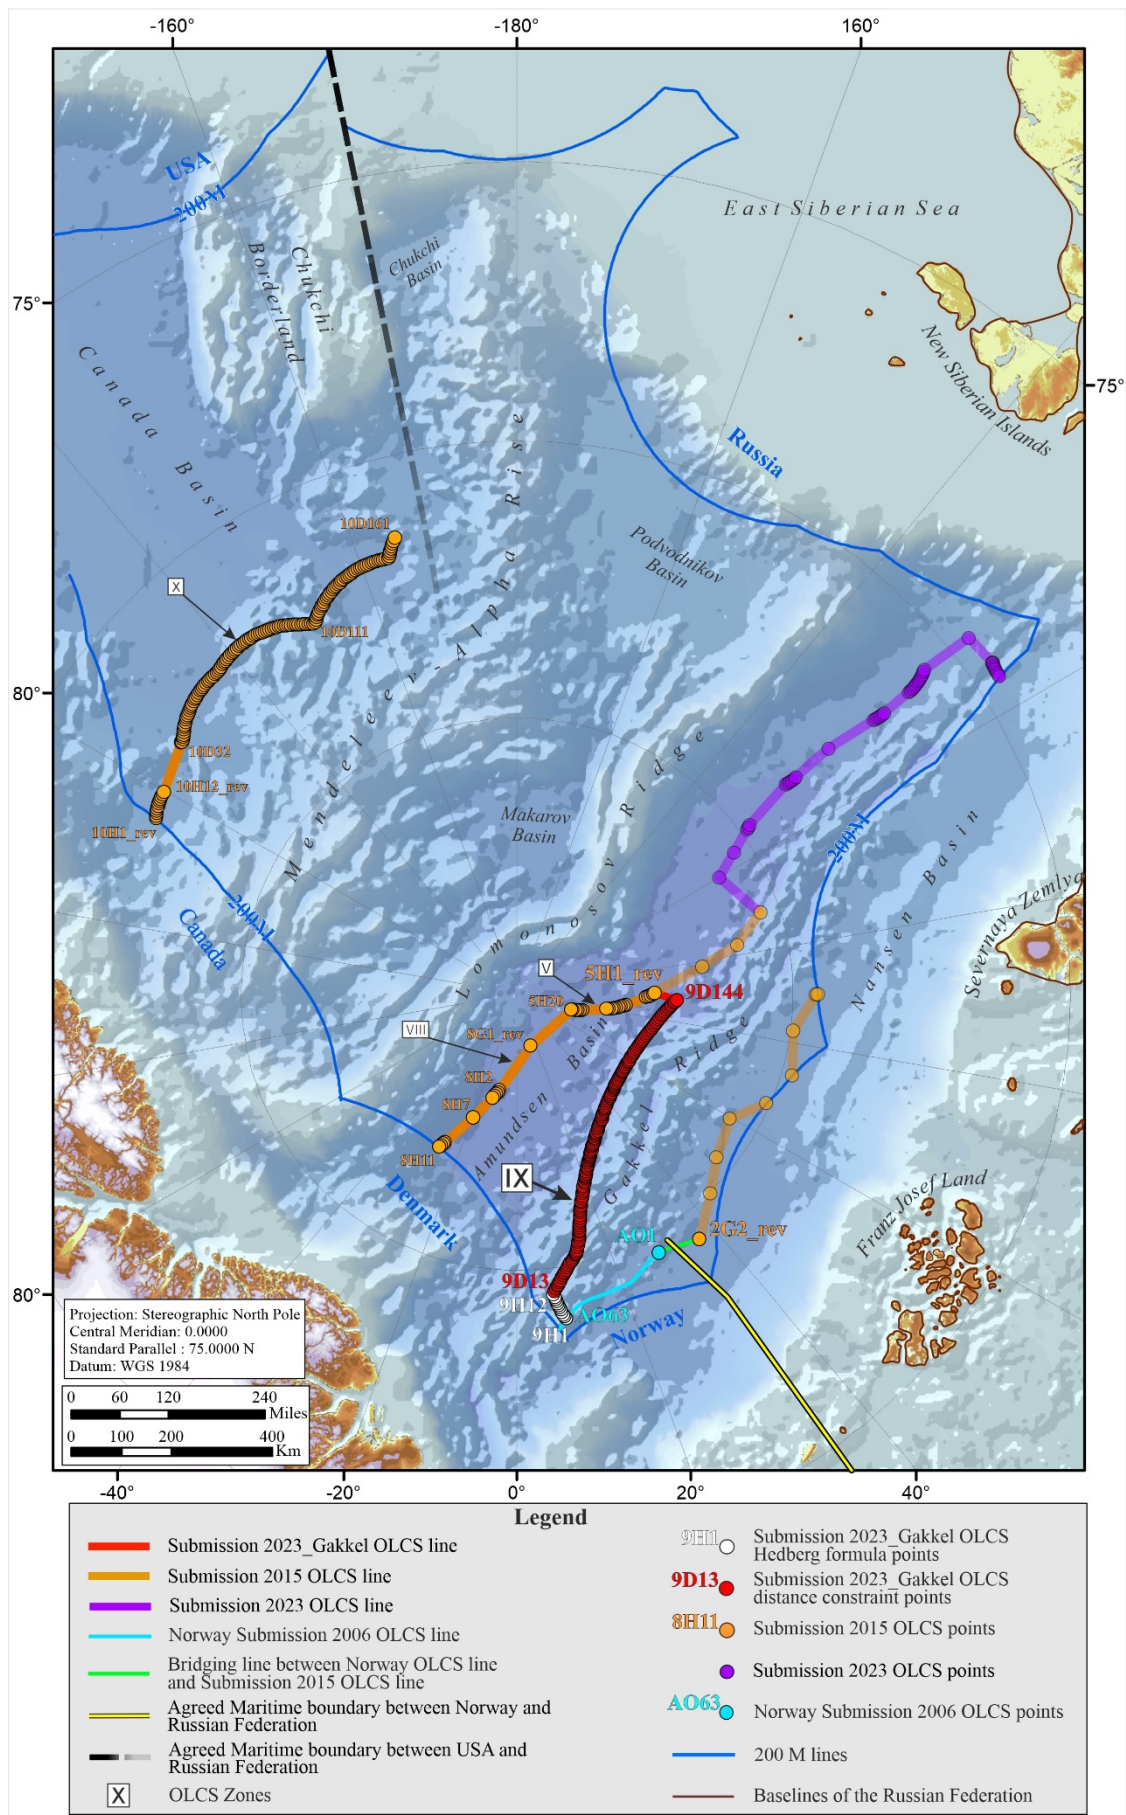 -160°
-180°
160°
USA
200M
East Siberian Sea
Chukchi
Basin
Chukchi
Borderland
75°
75°
New Siberian Islands
Canada Basin
Russia
Mendeleev-Alpha Rise
10D161
Podvodnikov
Basin
X
10D111
80°
10D32
10H12_rev
10H1_rev
Makarov
Basin
Lomonosov Ridge
200M
Nansen Basin
Severnaya Zemlya
200M
Canada
V
5H1_rev
9D144
5H20
VIII
8G1_rev
Amundsen Basin
Gakkel Ridge
8H2
8H7
8H11
IX
Denmark
Franz Josef Land
2G2_rev
AO1
9D13
80°
9H12
AO63
9H1
Norway
Projection: Stereographic North Pole
Central Meridian: 0.0000
Standard Parallel : 75.0000 N
Datum: WGS 1984
0 60 120 240
Miles
0 100 200 400
Km
-40°
-20°
0°
20°
40°
Legend
Submission 2023_Gakkel OLCS line
Submission 2015 OLCS line
Submission 2023 OLCS line
Norway Submission 2006 OLCS line
Bridging line between Norway OLCS line
and Submission 2015 OLCS line
Agreed Maritime boundary between Norway and
Russian Federation
Agreed Maritime boundary between USA and
Russian Federation
X OLCS Zones
9H1 Submission 2023_Gakkel OLCS
Hedberg formula points
9D13 Submission 2023_Gakkel OLCS
distance constraint points
8H11 Submission 2015 OLCS points
Submission 2023 OLCS points
AO63 Norway Submission 2006 OLCS points
200 M lines
Baselines of the Russian Federation